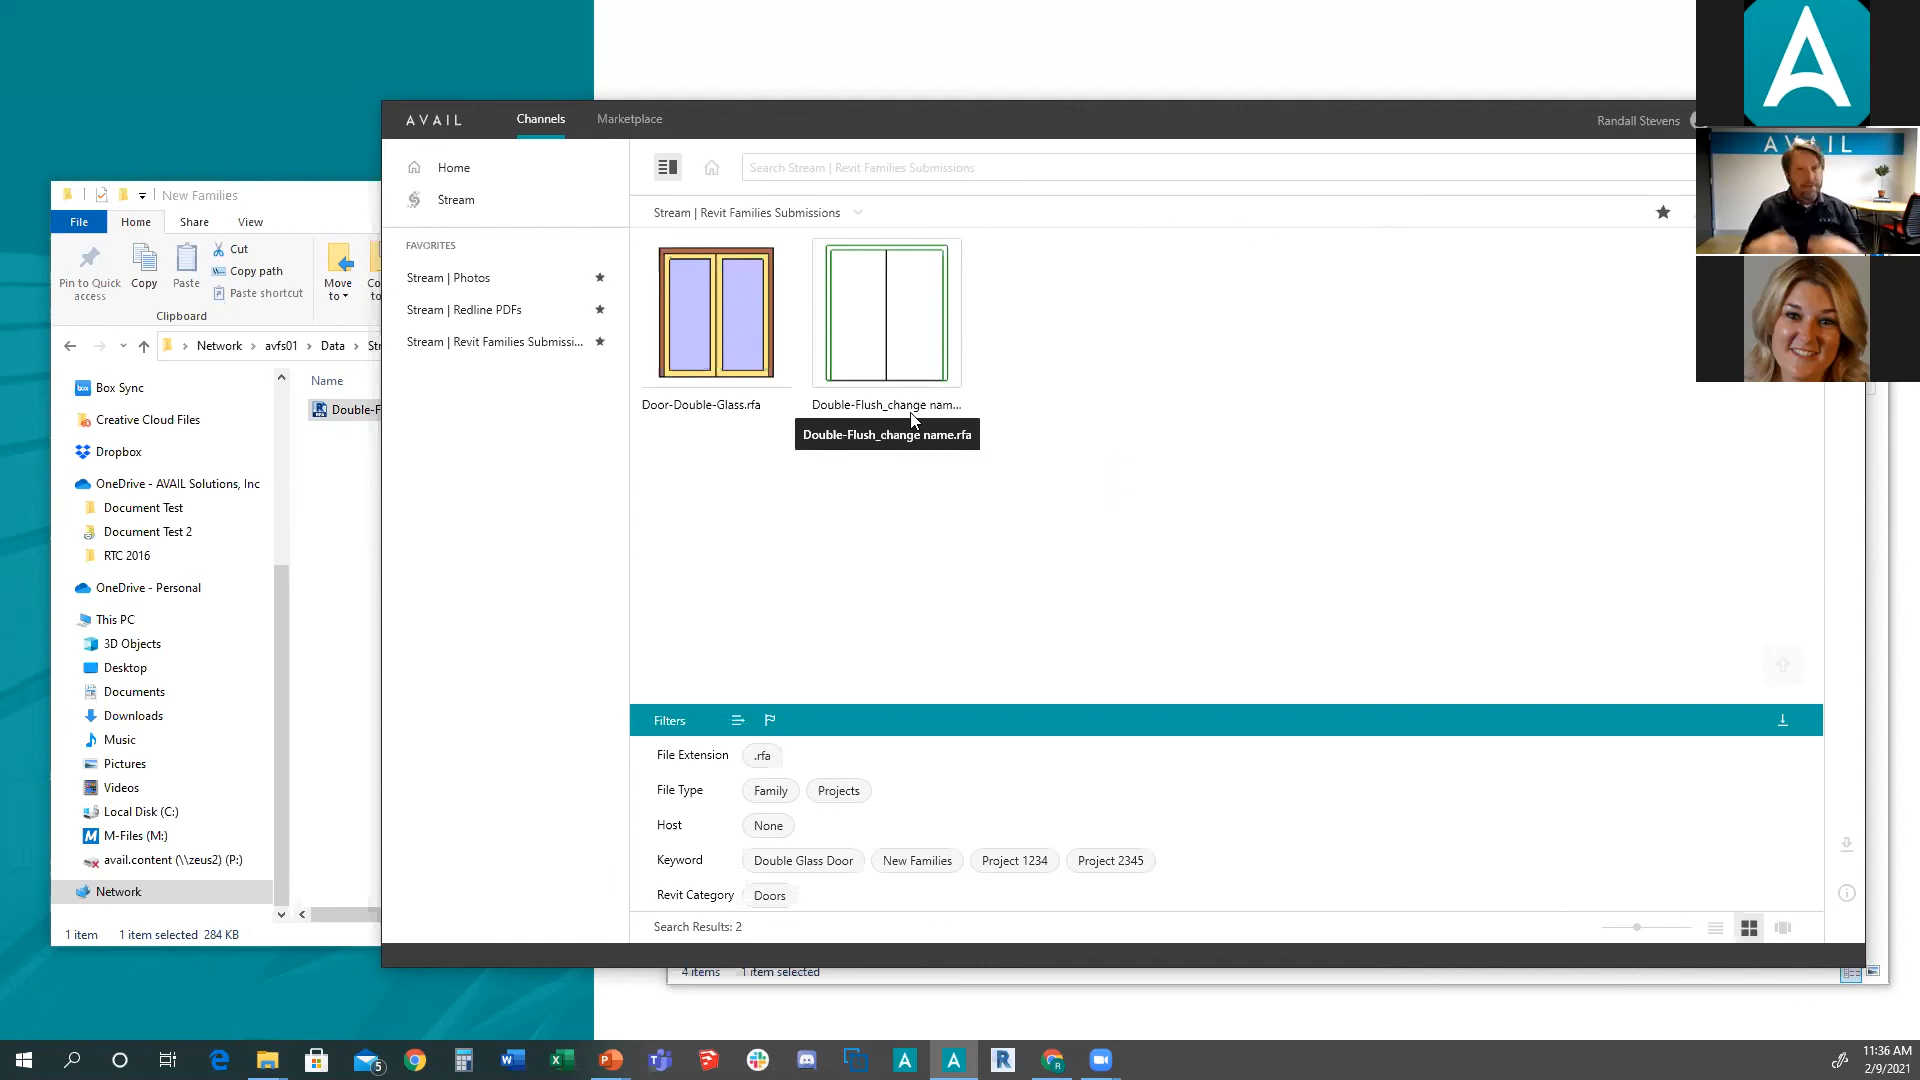 AVAIL
Channels
Marketplace
Randall Stevens
AVAIL
AVAIL
Home
Stream
Search Stream | Revit Families Submissions
Stream | Revit Families Submissions
FAVORITES
Stream | Photos
Stream | Redline PDFs
Stream | Revit Families Submissi...
Door-Double-Glass.rfa
Double-Flush_change nam...
Double-Flush_change name.rfa
Filters
File Extension
.rfa
File Type
Family
Projects
Host
None
Keyword
Double Glass Door
New Families
Project 1234
Project 2345
Revit Category
Doors
Search Results: 2
4 items
1 item selected
New Families
File
Home
Share
View
Pin to Quick access
Copy
Paste
Cut
Copy path
Paste shortcut
Move to
Clipboard
Network
avfs01
Data
Name
Double-F
Box Sync
Creative Cloud Files
Dropbox
OneDrive - AVAIL Solutions, Inc
Document Test
Document Test 2
RTC 2016
OneDrive - Personal
This PC
3D Objects
Desktop
Documents
Downloads
Music
Pictures
Videos
Local Disk (C:)
M-Files (M:)
avail.content (\\zeus2) (P:)
Network
1 item
1 item selected 284 KB
5
11:36 AM
2/9/2021